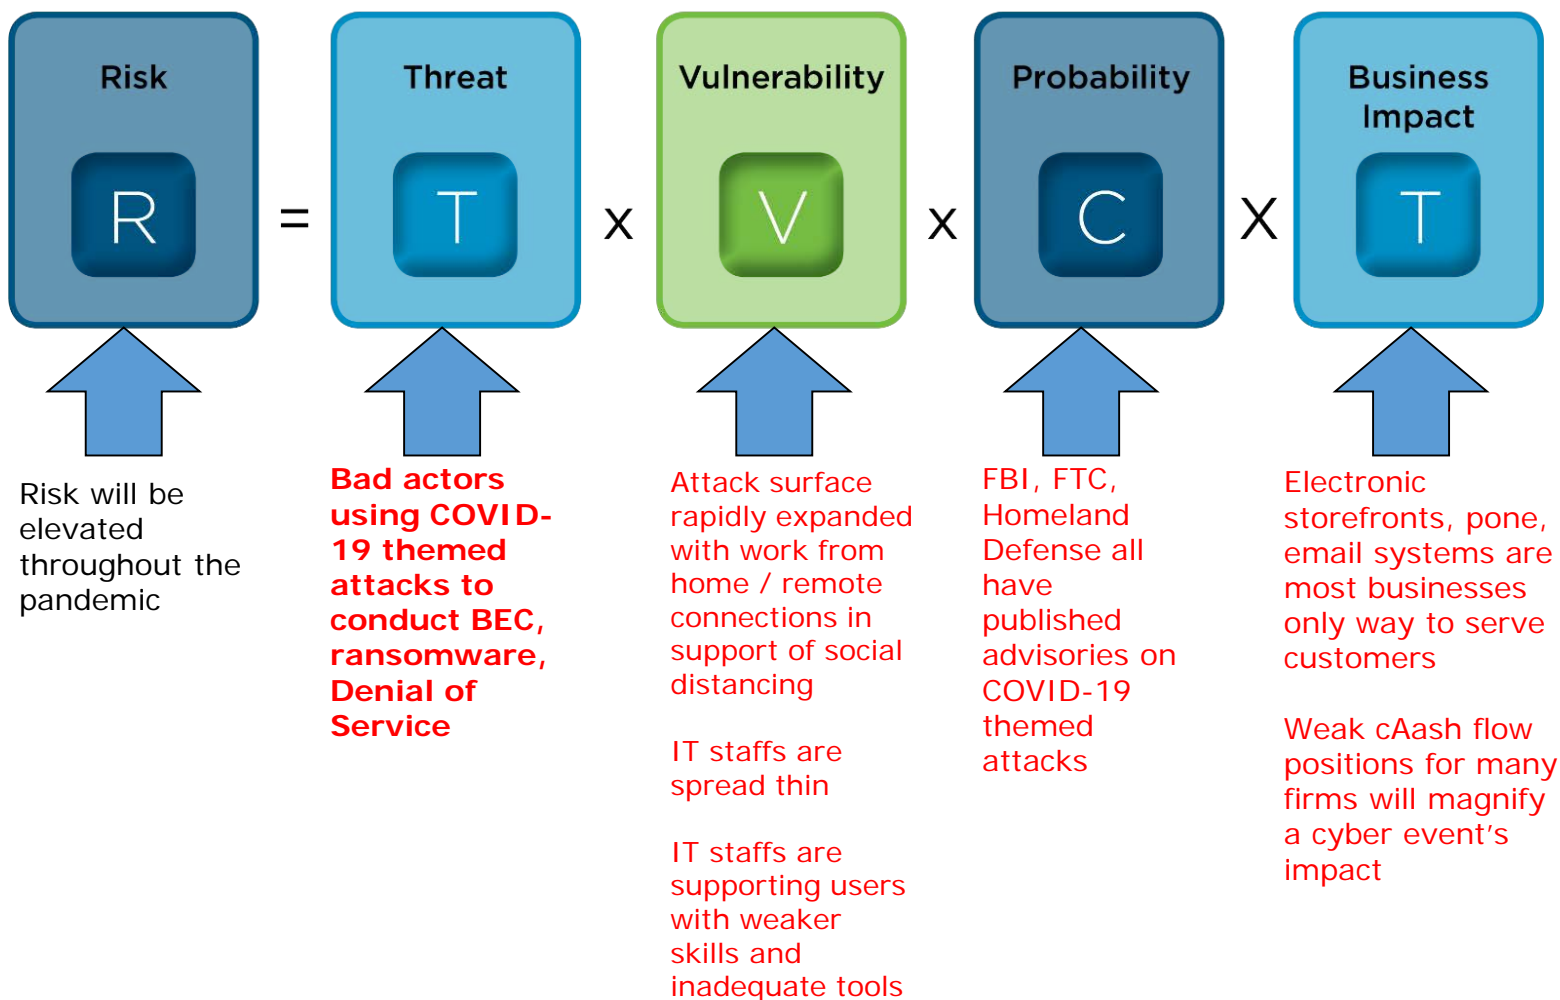 Risk
R
=
Threat
T
x
Vulnerability
V
x
Probability
C
X
Business
Impact
T
Risk will be
elevated
throughout the
pandemic
Bad actors
using COVID-
19 themed
attacks to
conduct BEC,
ransomware,
Denial of
Service
Attack surface
rapidly expanded
with work from
home / remote
connections in
support of social
distancing
IT staffs are
spread thin
IT staffs are
supporting users
with weaker
skills and
inadequate tools
FBI, FTC,
Homeland
Defense all
have
published
advisories on
COVID-19
themed
attacks
Electronic
storefronts, pone,
email systems are
most businesses
only way to serve
customers
Weak cAash flow
positions for many
firms will magnify
a cyber event's
impact